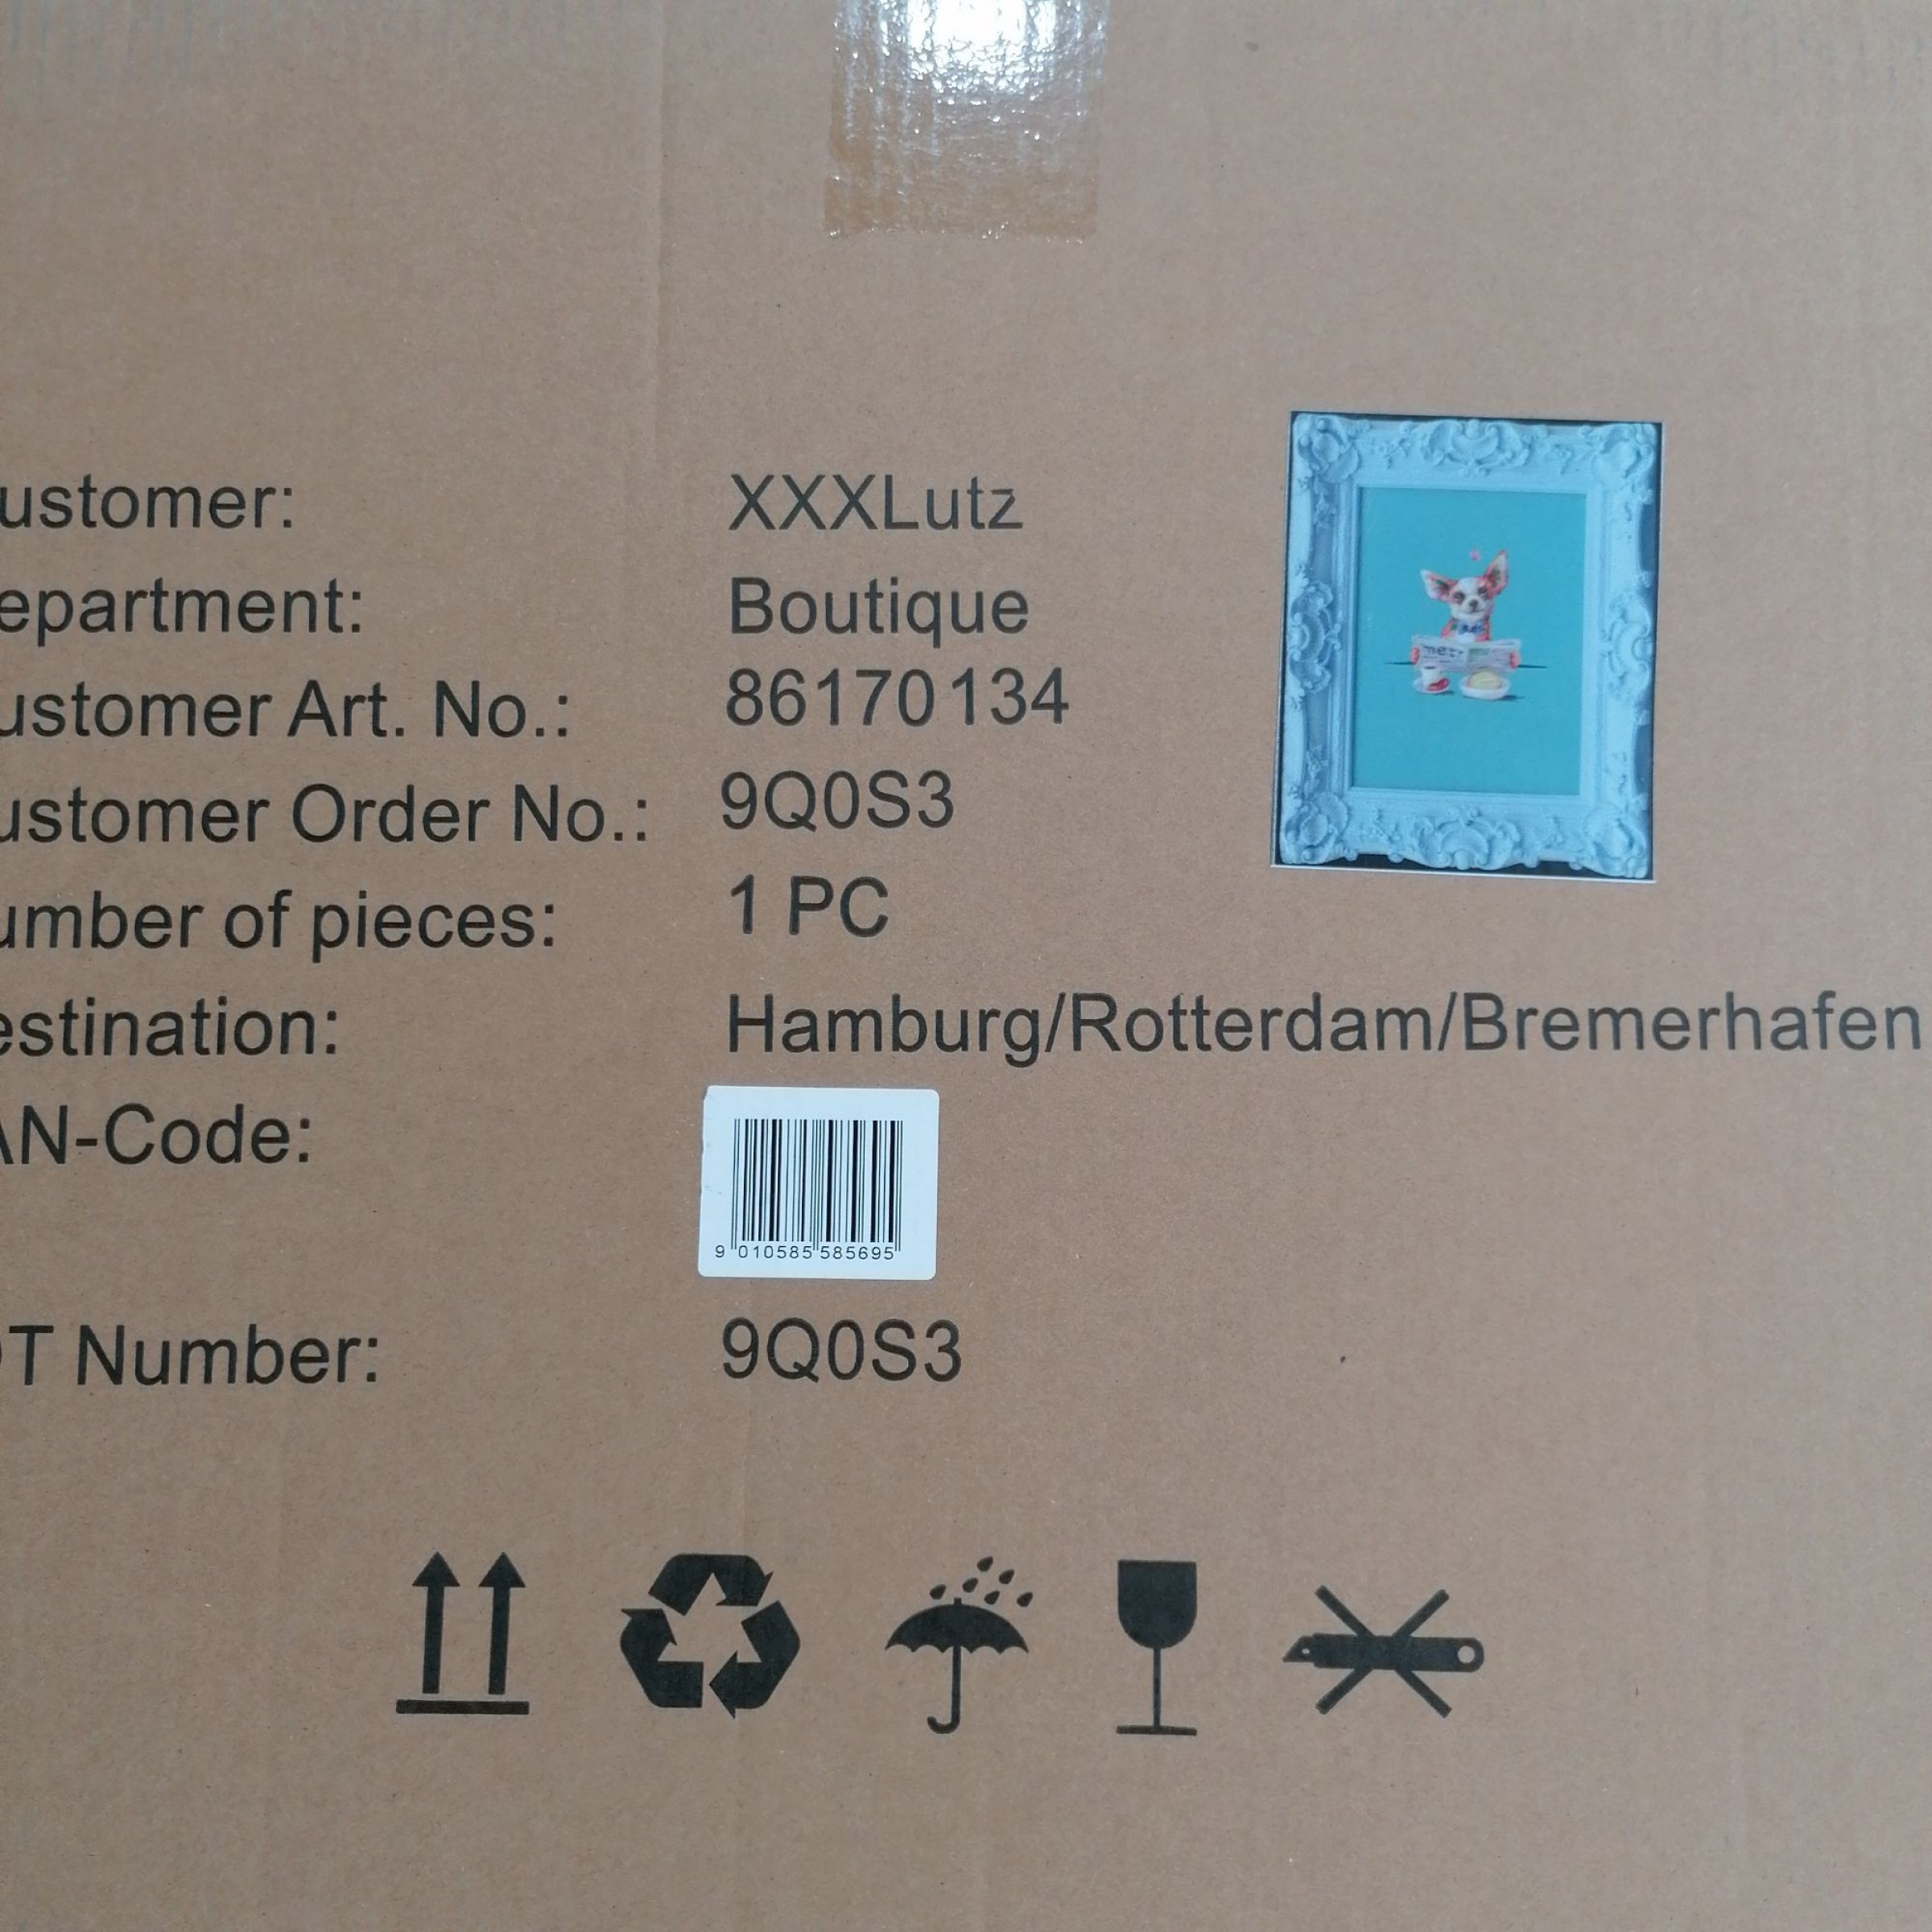 ustomer: XXXLutz
epartment: Boutique
ustomer Art. No.: 86170134
ustomer Order No.: 9Q0S3
umber of pieces: 1 PC
estination: Hamburg/Rotterdam/Bremerhafen
AN-Code:
9 010585 585695
OT Number: 9Q0S3